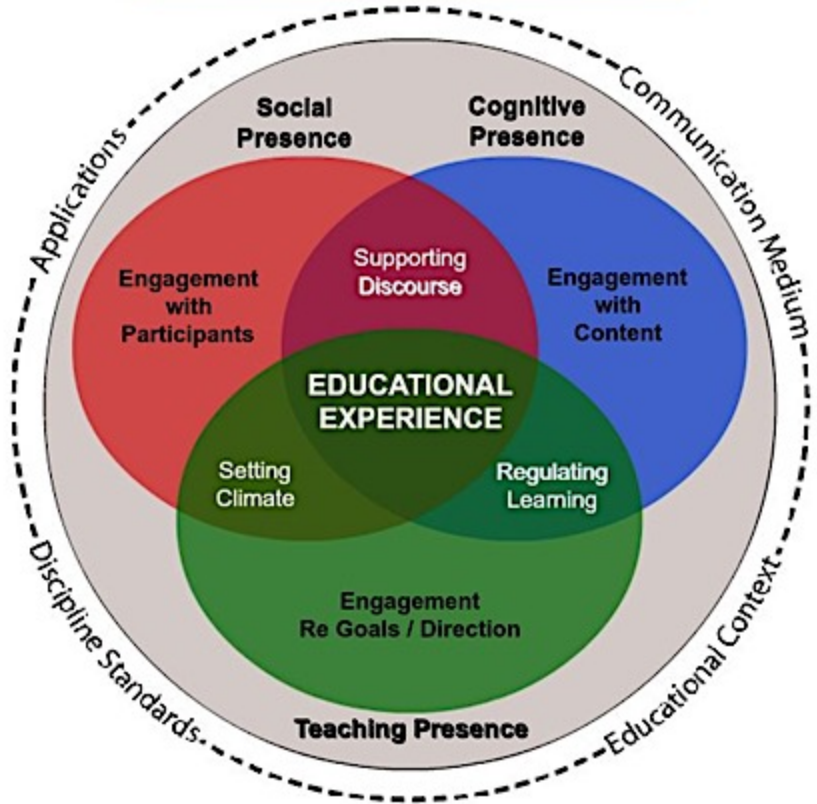 Social
Presence
Cognitive
Presence
Applications
Communication Medium
Engagement
with
Participants
Supporting
Discourse
Engagement
with
Content
EDUCATIONAL
EXPERIENCE
Setting
Climate
Regulating
Learning
Engagement
Re Goals / Direction
Discipline Standards
Educational Context
Teaching Presence